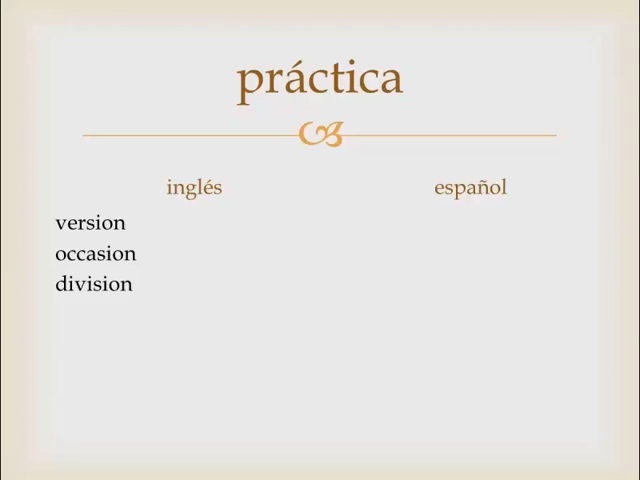 práctica
inglés español
version
occasion
division